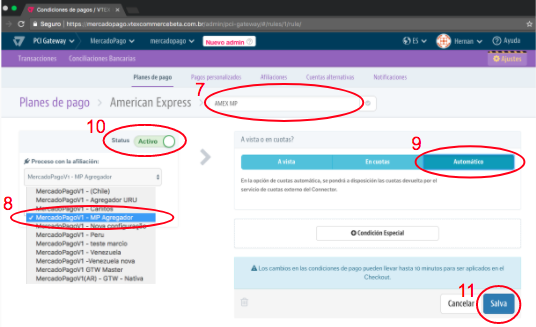 Condiciones de pagos / VTEX ×
Seguro | https://mercadopago.vtexcommercebeta.com.br/admin/pci-gateway/#/rules/1/rule/
PCI Gateway MercadoPago mercadopago Nuevo admin ES Hernan Ayuda
Transacciones Conciliaciones Bancarias Ajustes
Planes de pago Pagos personalizados Afiliaciones Cuentas alternativas Notificaciones
7
Planes de pago > American Express > AMEX MP
10
Status Activo
A vista o en cuotas?
9
A vista En cuotas Automático
Procese con la afiliación:
MercadoPagoV1 - MP Agregador
En la opción de cuotas automática, se pondrá a disposición las cuotas devuelto por el
servicio de cuotas externo del Connector.
MercadoPagoV1 - (Chile)
MercadoPagoV1 - Agregador URU
MercadoPagoV1 - Carritos
8
✓ MercadoPagoV1 - MP Agregador
MercadoPagoV1 - Nova configuração
MercadoPagoV1 - Peru
MercadoPagoV1 - teste marcio
MercadoPagoV1 - Venezuela
MercadoPagoV1 -Venezuela nova
MercadoPagoV1 GTW Master
MercadoPagoV1(AR) - GTW - Nativa
Condición Especial
Los cambios en las condiciones de pago pueden llevar hasta 10 minutos para ser aplicados en el
Checkout.
11
Cancelar Salva